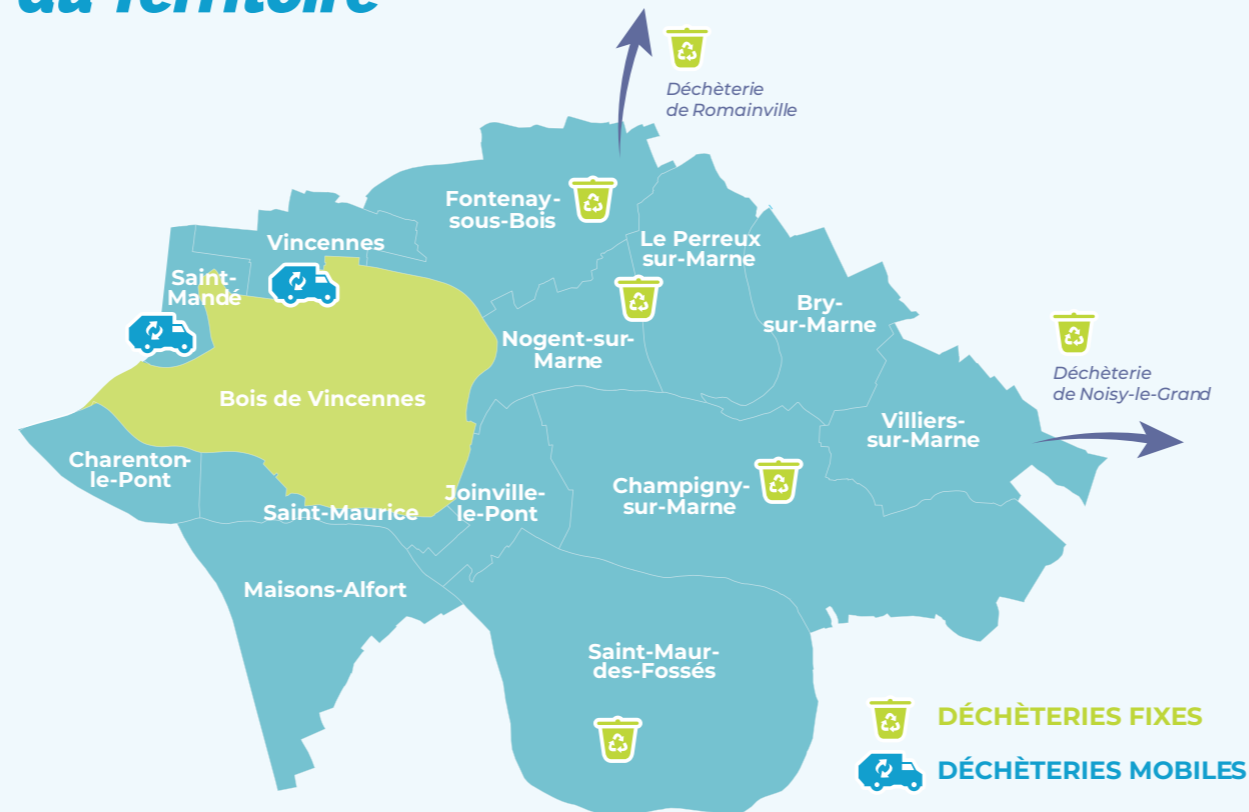 du Territoire
Déchèterie
de Romainville
Fontenay-
sous-Bois
Vincennes
Le Perreux
sur-Marne
Saint-
Mandé
Bry-
sur-Marne
Nogent-sur-
Marne
Déchèterie
de Noisy-le-Grand
Bois de Vincennes
Villiers-
sur-Marne
Charenton-
le-Pont
Joinville-
le-Pont
Champigny-
sur-Marne
Saint-Maurice
Maisons-Alfort
Saint-Maur-
des-Fossés
DÉCHÈTERIES FIXES
DÉCHÈTERIES MOBILES